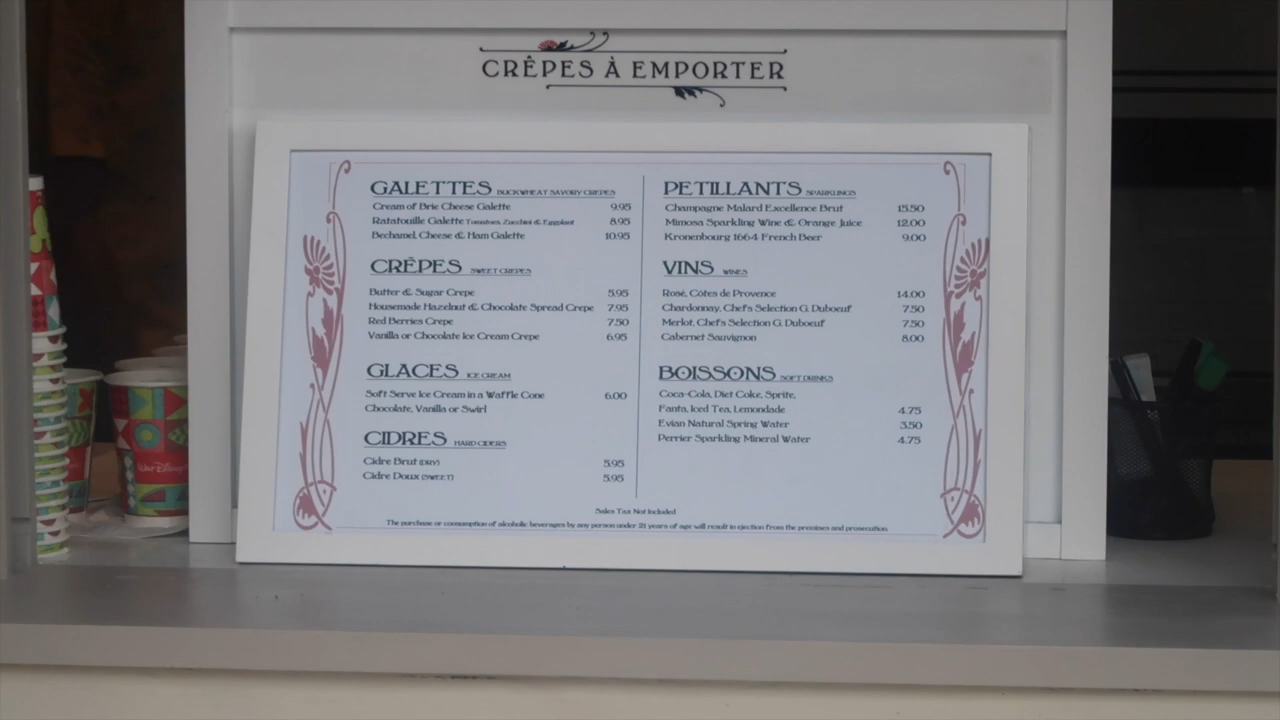 CRÊPES À EMPORTER
GALETTES BUCKWHEAT SAVORY CREPES
Cream of Brie Cheese Galette 9.95
Ratatouille Galette Tomatoes, Zucchini & Eggplant 8.95
Bechamel, Cheese & Ham Galette 10.95
CRÊPES SWEET CREPES
Butter & Sugar Crepe 5.95
Housemade Hazelnut & Chocolate Spread Crepe 7.95
Red Berries Crepe 7.50
Vanilla or Chocolate Ice Cream Crepe 6.95
GLACES ICE CREAM
Soft Serve Ice Cream in a Waffle Cone 6.00
Chocolate, Vanilla or Swirl
CIDRES HARD CIDERS
Cidre Brut (DRY) 5.95
Cidre Doux (SWEET) 5.95
PETILLANTS SPARKLINGS
Champagne Malard Excellence Brut 15.50
Mimosa Sparkling Wine & Orange Juice 12.00
Kronenbourg 1664 French Beer 9.00
VINS WINES
Rosé, Côtes de Provence 14.00
Chardonnay, Chef's Selection G. Duboeuf 7.50
Merlot, Chef's Selection G. Duboeuf 7.50
Cabernet Sauvignon 8.00
BOISSONS SOFT DRINKS
Coca-Cola, Diet Coke, Sprite,
Fanta, Iced Tea, Lemondade 4.75
Evian Natural Spring Water 3.50
Perrier Sparkling Mineral Water 4.75
Sales Tax Not Included
The purchase or consumption of alcoholic beverages by any person under 21 years of age will result in ejection from the premises and prosecution.
WALT DISNEY